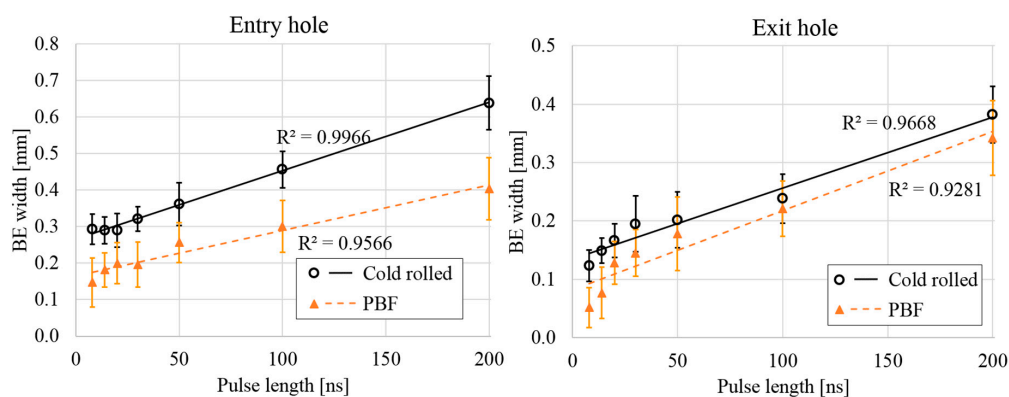 Entry hole
0.8
0.7
0.6
0.5
0.4
0.3
0.2
0.1
0.0
BE width [mm]
R² = 0.9966
R² = 0.9566
Cold rolled
PBF
0
50
100
150
200
Pulse length [ns]
Exit hole
0.5
0.4
0.3
0.2
0.1
0.0
BE width [mm]
R² = 0.9668
R² = 0.9281
Cold rolled
PBF
0
50
100
150
200
Pulse length [ns]